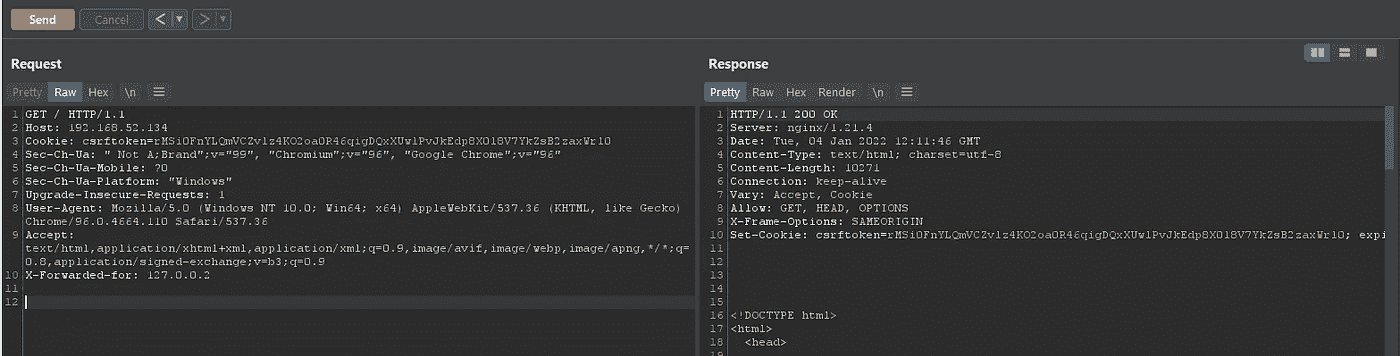 Send
Cancel
<
>
Request
Pretty Raw Hex \n
1 GET / HTTP/1.1
2 Host: 192.168.52.134
3 Cookie: csrftoken=
4 Sec-Ch-Ua: " Not A;Brand";v="99", "Chromium";v="96", "Google Chrome";v="96"
5 Sec-Ch-Ua-Mobile: ?0
6 Sec-Ch-Ua-Platform: "Windows"
7 Upgrade-Insecure-Requests: 1
8 User-Agent: Mozilla/5.0 (Windows NT 10.0; Win64; x64) AppleWebKit/537.36 (KHTML, like Gecko)
Chrome/96.0.4664.110 Safari/537.36
9 Accept:
text/html,application/xhtml+xml,application/xml;q=0.9,image/avif,image/webp,image/apng,*/*;q=
0.8,application/signed-exchange;v=b3;q=0.9
10 X-Forwarded-for: 127.0.0.2
11
12
Response
Pretty Raw Hex Render \n
1 HTTP/1.1 200 OK
2 Server: nginx/1.21.4
3 Date: Tue, 04 Jan 2022 12:11:46 GMT
4 Content-Type: text/html; charset=utf-8
5 Content-Length: 10271
6 Connection: keep-alive
7 Vary: Accept, Cookie
8 Allow: GET, HEAD, OPTIONS
9 X-Frame-Options: SAMEORIGIN
10 Set-Cookie: csrftoken=
11
12
13
14
15
16 <!DOCTYPE html>
17 <html>
18 <head>
19